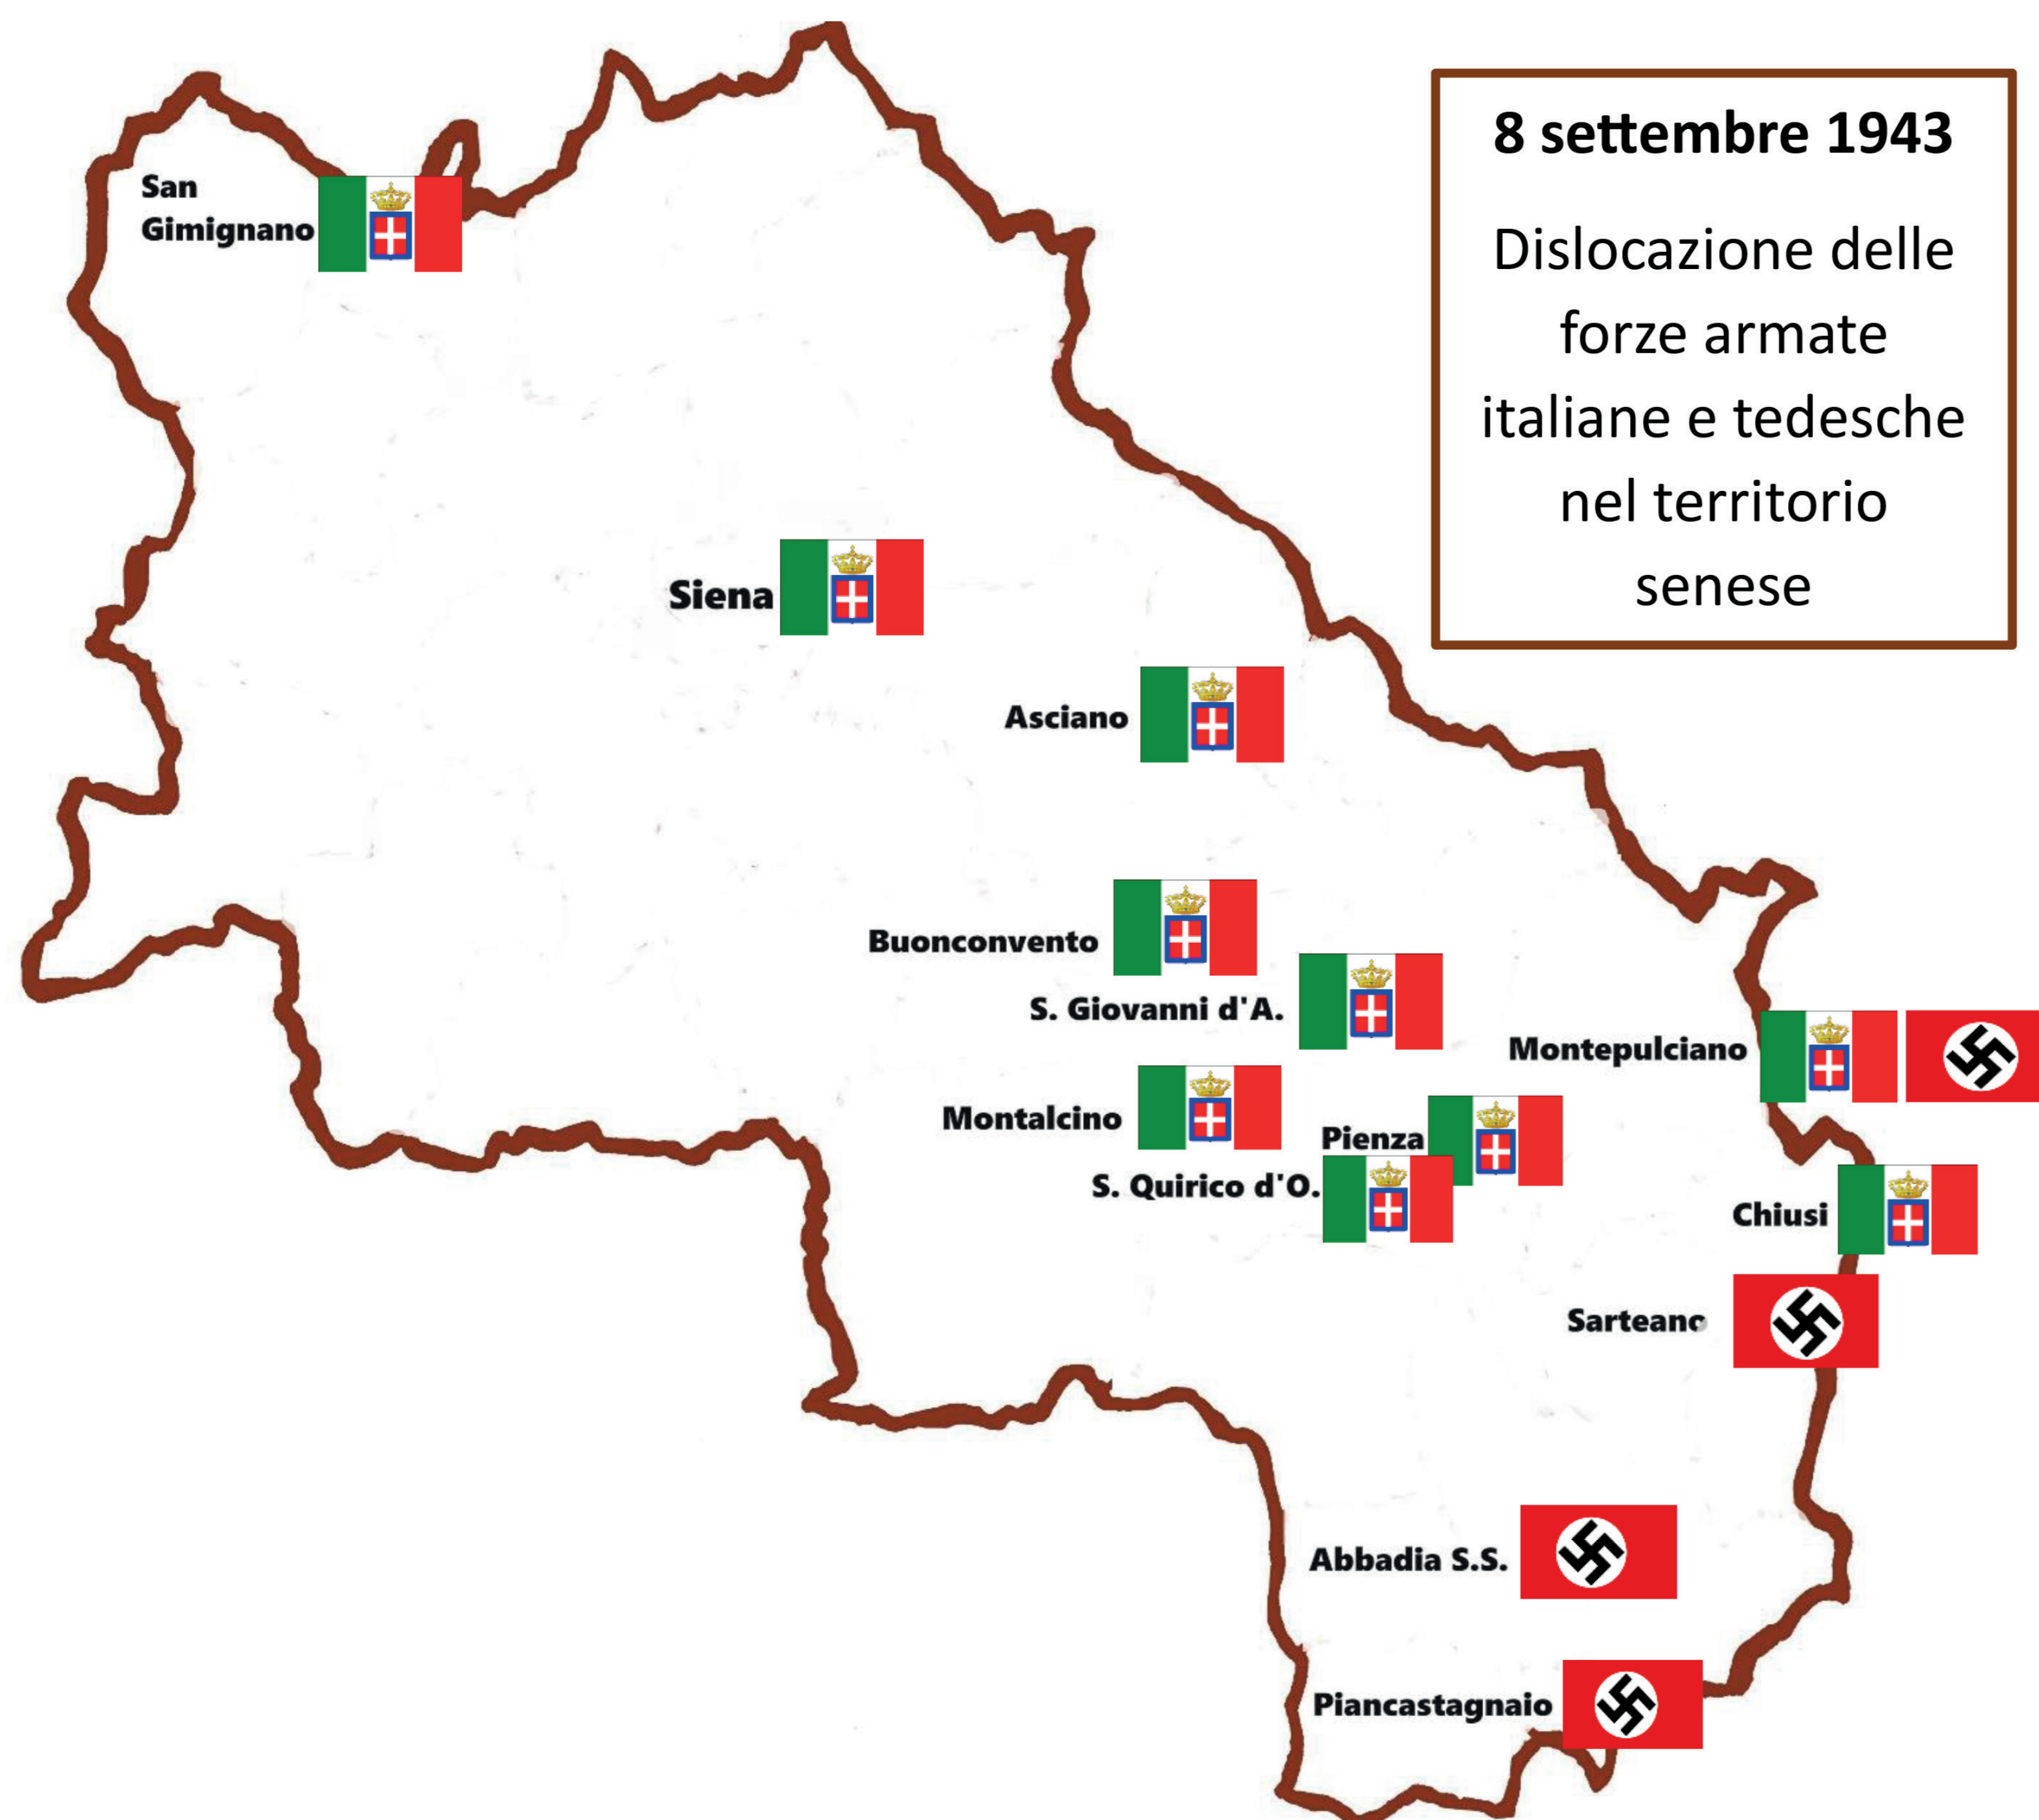 8 settembre 1943
Dislocazione delle
forze armate
italiane e tedesche
nel territorio
senese
San
Gimignano
Siena
Asciano
Buonconvento
S. Giovanni d'A.
Montepulciano
Montalcino
Pienza
S. Quirico d'O.
Chiusi
Sarteano
Abbadia S.S.
Piancastagnaio